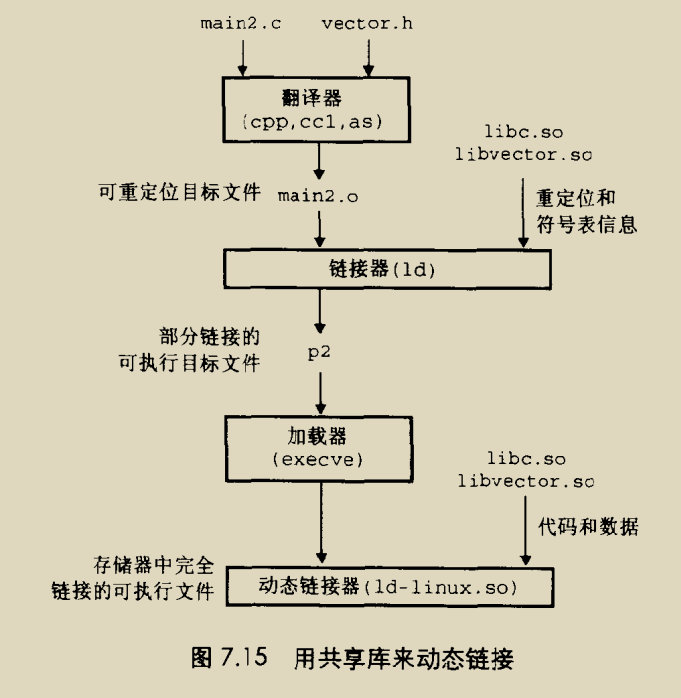 main2.c vector.h
翻译器
(cpp,cc1,as)
libc.so
libvector.so
可重定位目标文件 main2.o
重定位和
符号表信息
链接器(ld)
部分链接的
可执行目标文件
p2
加载器
(execve)
libc.so
libvector.so
代码和数据
存储器中完全
链接的可执行文件
动态链接器(ld-linux.so)
图 7.15 用共享库来动态链接